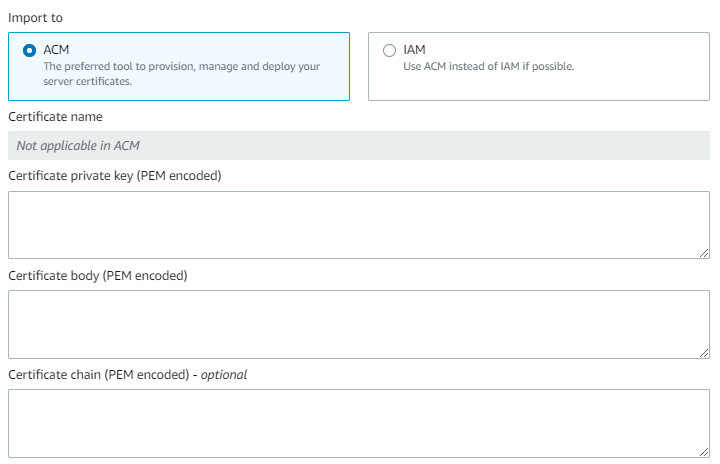 Import to
ACM
The preferred tool to provision, manage and deploy your
server certificates.
IAM
Use ACM instead of IAM if possible.
Certificate name
Not applicable in ACM
Certificate private key (PEM encoded)
Certificate body (PEM encoded)
Certificate chain (PEM encoded) - optional